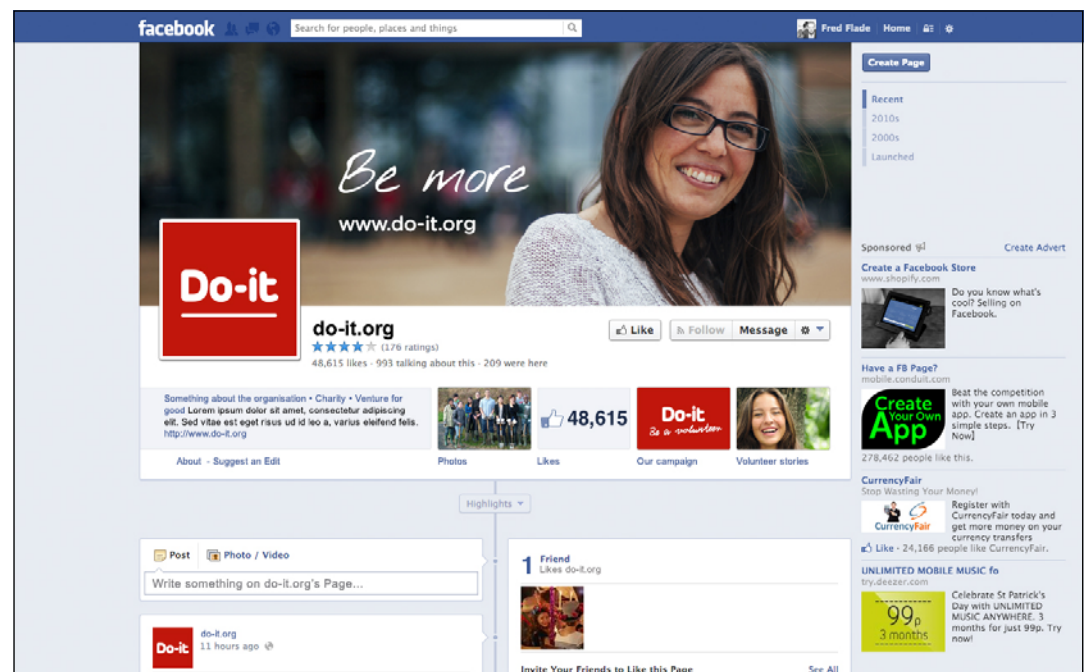 facebook
Search for people, places and things
Fred Flade
Home
Be more
www.do-it.org
Do-it
do-it.org
(176 ratings)
48,615 likes · 993 talking about this · 209 were here
Like
Follow
Message
Something about the organisation • Charity • Venture for
good Lorem ipsum dolor sit amet, consectetur adipiscing
elit. Sed vitae est eget risus ud id leo a, varius eleifend felis.
http://www.do-it.org
About - Suggest an Edit
Photos
48,615
Likes
Do-it
Be a volunteer
Our campaign
Volunteer stories
Highlights
Post
Photo / Video
Write something on do-it.org's Page...
Do-it
do-it.org
11 hours ago
1 Friend
Likes do-it.org
Invite Your Friends to Like this Page
See All
Create Page
Recent
2010s
2000s
Launched
Sponsored
Create Advert
Create a Facebook Store
www.shopify.com
Do you know what's
cool? Selling on
Facebook.
Have a FB Page?
mobile.conduit.com
Create
Your Own
App
Beat the competition
with your own mobile
app. Create an app in 3
simple steps. [Try
Now]
278,462 people like this.
CurrencyFair
Stop Wasting Your Money!
CurrencyFair
Register with
CurrencyFair today and
get more money on your
currency transfers
Like · 24,166 people like CurrencyFair.
UNLIMITED MOBILE MUSIC fo
try.deezer.com
99p
3 months
Celebrate St Patrick's
Day with UNLIMITED
MUSIC ANYWHERE. 3
months for just 99p. Try
now!